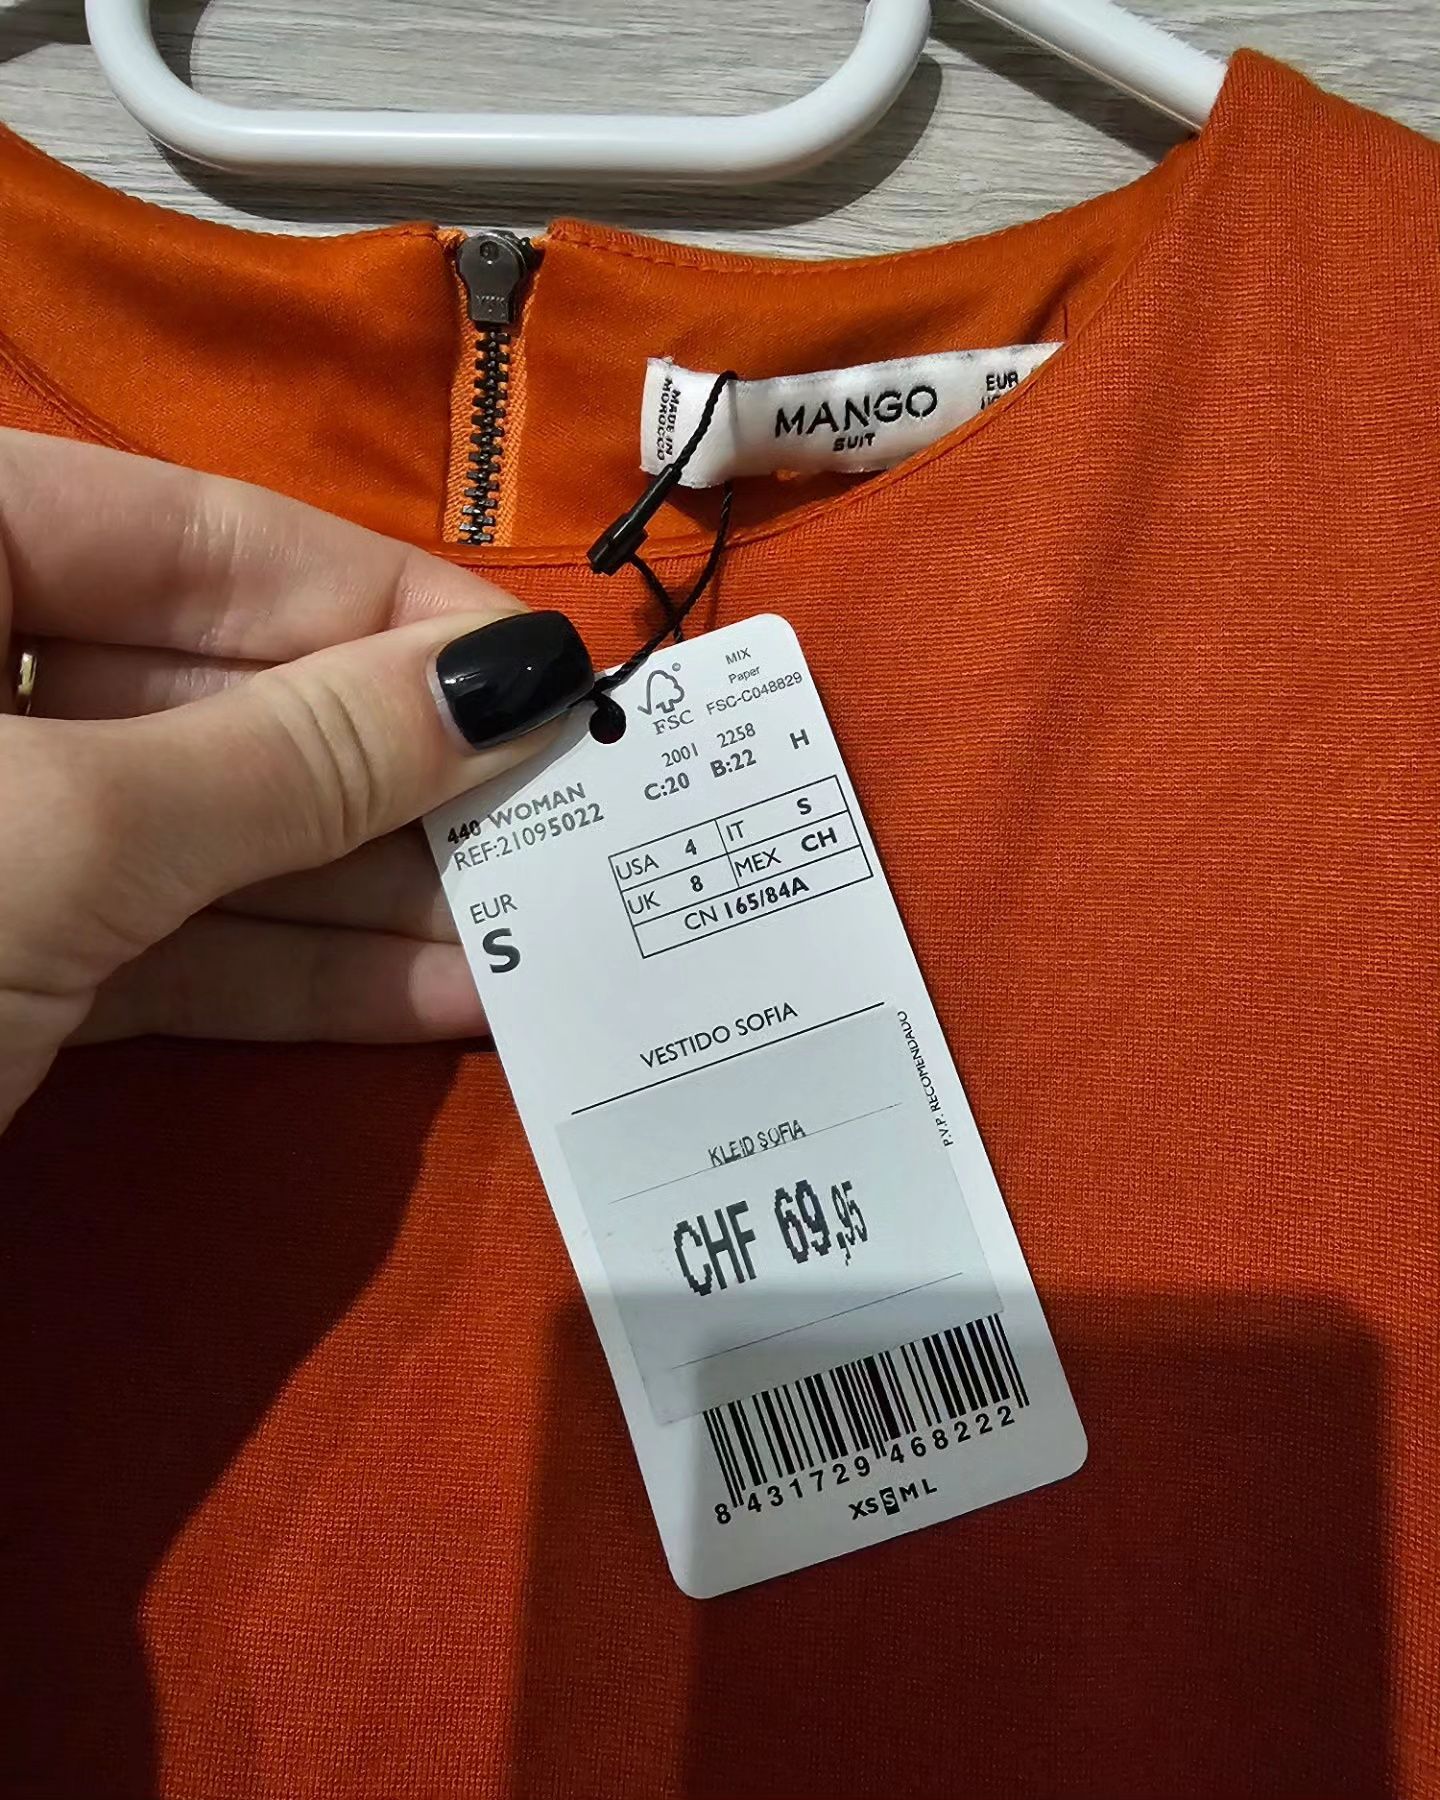 YKK
MADE IN
MOROCCO
MANGO
SUIT
EUR
©
FSC
MIX
Paper
FSC-C048829
2001 2258
C:20 B:22 H
440 WOMAN
REF:21095022
EUR
S
USA 4 IT S
UK 8 MEX CH
CN 165/84A
VESTIDO SOFIA
P.V.P. RECOMENDADO
KLEID SOFIA
CHF 69,95
8 431729 468222
XS S M L